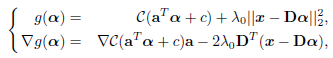 g(α) = C(aᵀα + c) + λ₀||x − Dα||₂²,
∇g(α) = ∇C(aᵀα + c)a − 2λ₀Dᵀ(x − Dα),